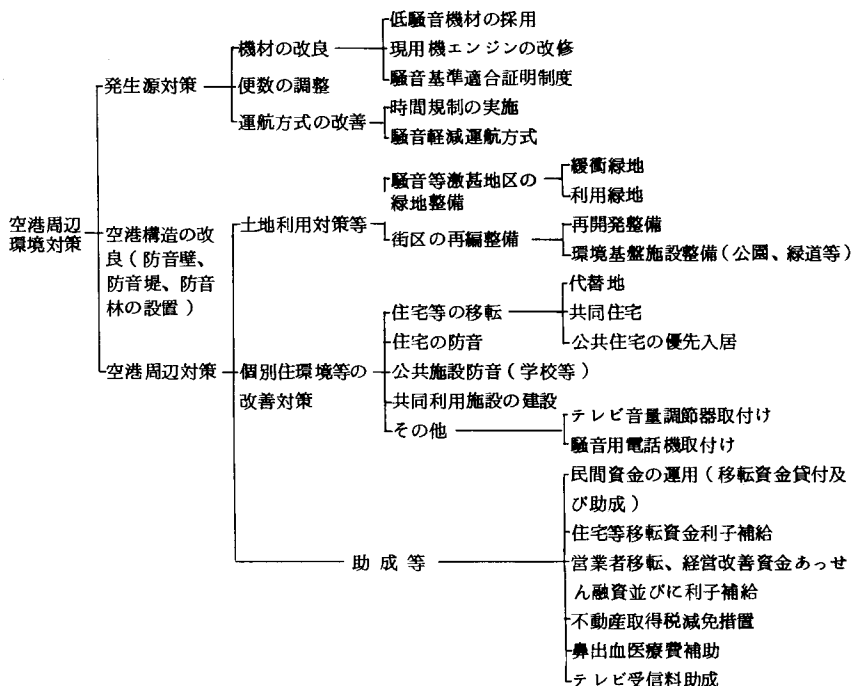 空港周辺
環境対策
発生源対策
機材の改良
低騒音機材の採用
現用機エンジンの改修
騒音基準適合証明制度
便数の調整
運航方式の改善
時間規制の実施
騒音軽減運航方式
空港構造の改
良(防音壁、
防音堤、防音
林の設置)
空港周辺対策
土地利用対策等
騒音等激甚地区の
緑地整備
緩衝緑地
利用緑地
街区の再編整備
再開発整備
環境基盤施設整備(公園、緑道等)
個別住環境等の
改善対策
住宅等の移転
代替地
共同住宅
公共住宅の優先入居
住宅の防音
公共施設防音(学校等)
共同利用施設の建設
その他
テレビ音量調節器取付け
騒音用電話機取付け
助成等
民間資金の運用(移転資金貸付及
び助成)
住宅等移転資金利子補給
営業者移転、経営改善資金あっせ
ん融資並びに利子補給
不動産取得税減免措置
鼻出血医療費補助
テレビ受信料助成